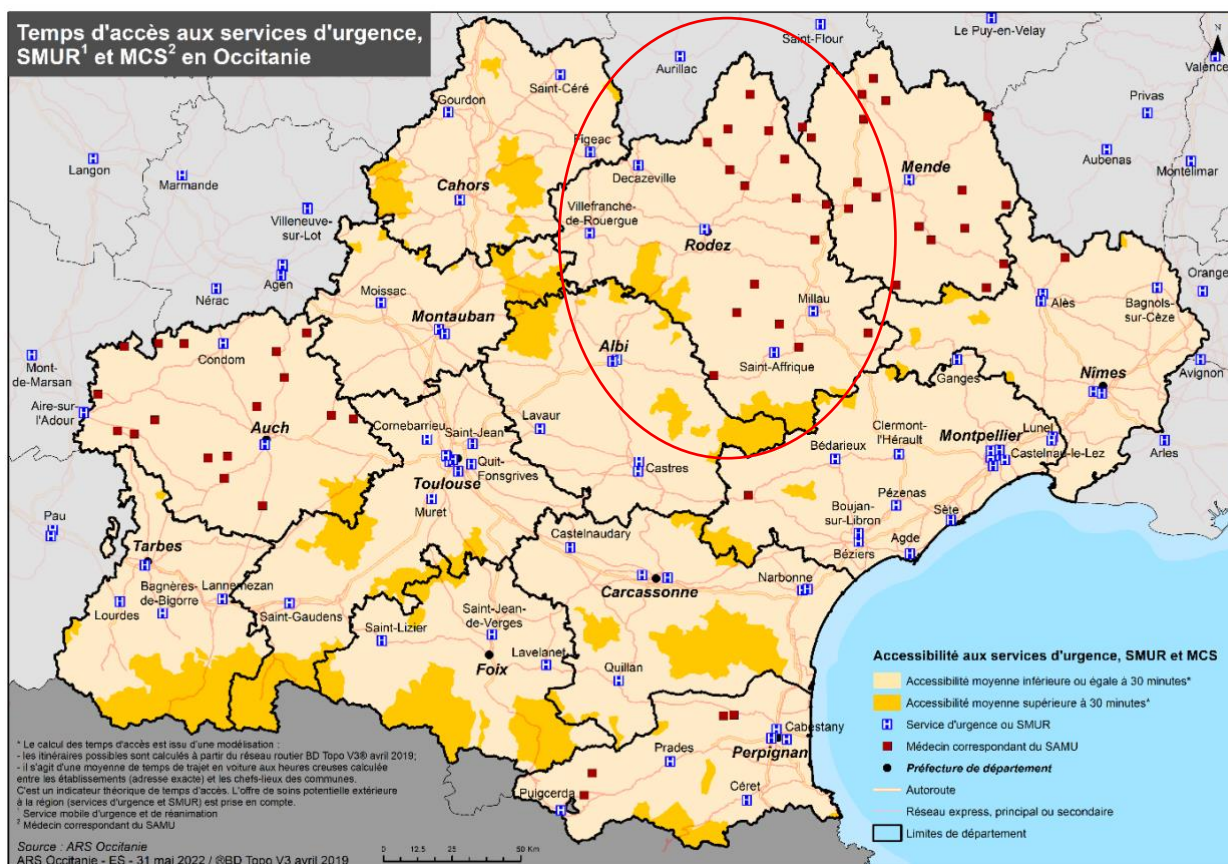 Temps d'accès aux services d'urgence,
SMUR¹ et MCS² en Occitanie
Saint-Flour
Le Puy-en-Velay
N
Aurillac
Valence
Saint-Céré
Gourdon
Privas
Figeac
Langon
Marmande
Decazeville
Mende
Aubenas
Montélimar
Cahors
Villeneuve-
sur-Lot
Villefranche-
de-Rouergue
Rodez
Agen
Nérac
Moissac
Orange
Millau
Alès
Bagnols-
sur-Cèze
Montauban
Condom
Albi
Mont-
de-Marsan
Saint-Affrique
Ganges
Nîmes
Avignon
Aire-sur-
l'Adour
Auch
Lavaur
Cornebarrieu
Saint-Jean
Clermont-
l'Hérault
Montpellier
Lunel
Bédarieux
Castelnau-le-Lez
Arles
Quit-
Fonsgrives
Castres
Toulouse
Muret
Pézenas
Boujan-
sur-Libron
Sète
Pau
Castelnaudary
Agde
Béziers
Tarbes
Bagnères-
de-Bigorre
Lannemezan
Carcassonne
Narbonne
Lourdes
Saint-Gaudens
Saint-Jean-
de-Verges
Saint-Lizier
Foix
Lavelanet
Quillan
Cabestany
Perpignan
Prades
Puigcerda
Céret
Accessibilité aux services d'urgence, SMUR et MCS
Accessibilité moyenne inférieure ou égale à 30 minutes*
Accessibilité moyenne supérieure à 30 minutes*
Service d'urgence ou SMUR
Médecin correspondant du SAMU
Préfecture de département
Autoroute
Réseau express, principal ou secondaire
Limites de département
* Le calcul des temps d'accès est issu d'une modélisation :
- les itinéraires possibles sont calculés à partir du réseau routier BD Topo V3® avril 2019;
- il s'agit d'une moyenne de temps de trajet en voiture aux heures creuses calculée
entre les établissements (adresse exacte) et les chefs-lieux des communes.
C'est un indicateur théorique de temps d'accès. L'offre de soins potentielle extérieure
à la région (services d'urgence et SMUR) est prise en compte.
¹ Service mobile d'urgence et de réanimation
² Médecin correspondant du SAMU
Source : ARS Occitanie
ARS Occitanie - ES - 31 mai 2022 / ®BD Topo V3 avril 2019
0 12.5 25 50 Km